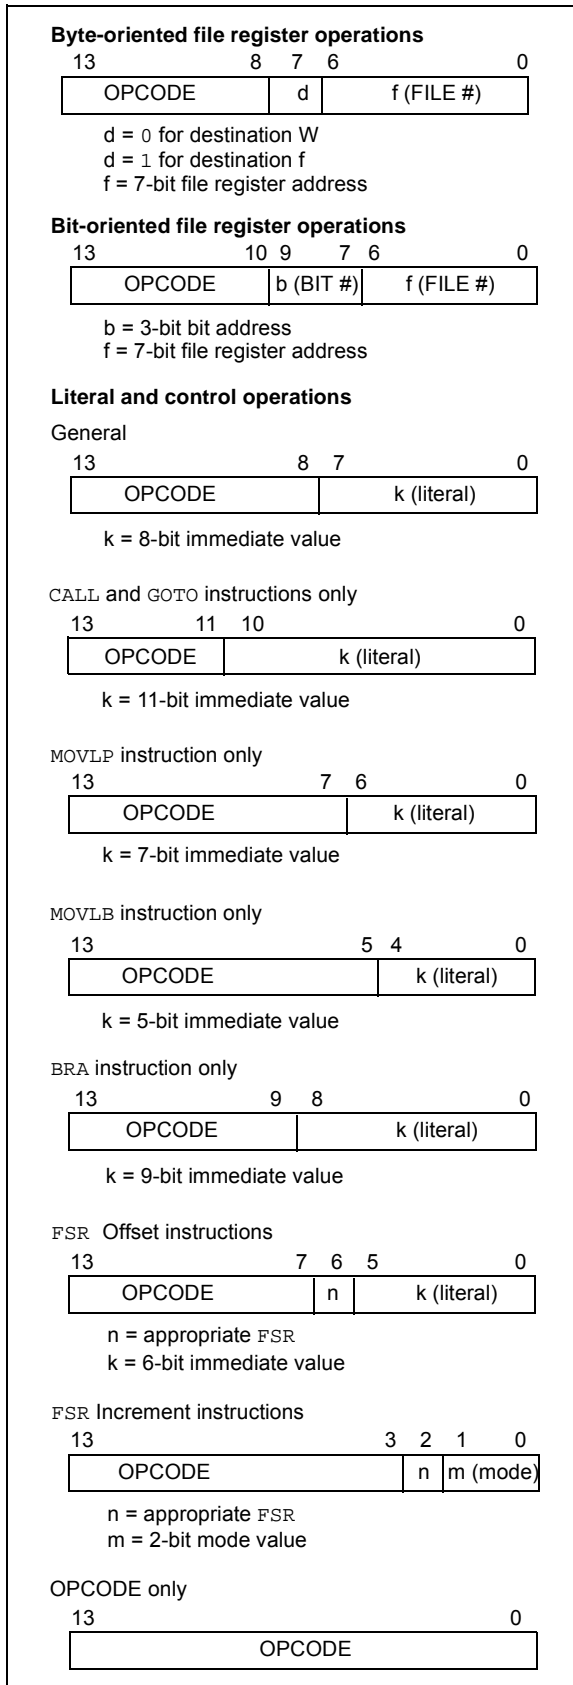 Byte-oriented file register operations
13 8 7 6 0
OPCODE d f (FILE #)
d = 0 for destination W
d = 1 for destination f
f = 7-bit file register address
Bit-oriented file register operations
13 10 9 7 6 0
OPCODE b (BIT #) f (FILE #)
b = 3-bit bit address
f = 7-bit file register address
Literal and control operations
General
13 8 7 0
OPCODE k (literal)
k = 8-bit immediate value
CALL and GOTO instructions only
13 11 10 0
OPCODE k (literal)
k = 11-bit immediate value
MOVLP instruction only
13 7 6 0
OPCODE k (literal)
k = 7-bit immediate value
MOVLB instruction only
13 5 4 0
OPCODE k (literal)
k = 5-bit immediate value
BRA instruction only
13 9 8 0
OPCODE k (literal)
k = 9-bit immediate value
FSR Offset instructions
13 7 6 5 0
OPCODE n k (literal)
n = appropriate FSR
k = 6-bit immediate value
FSR Increment instructions
13 3 2 1 0
OPCODE n m (mode)
n = appropriate FSR
m = 2-bit mode value
OPCODE only
13 0
OPCODE